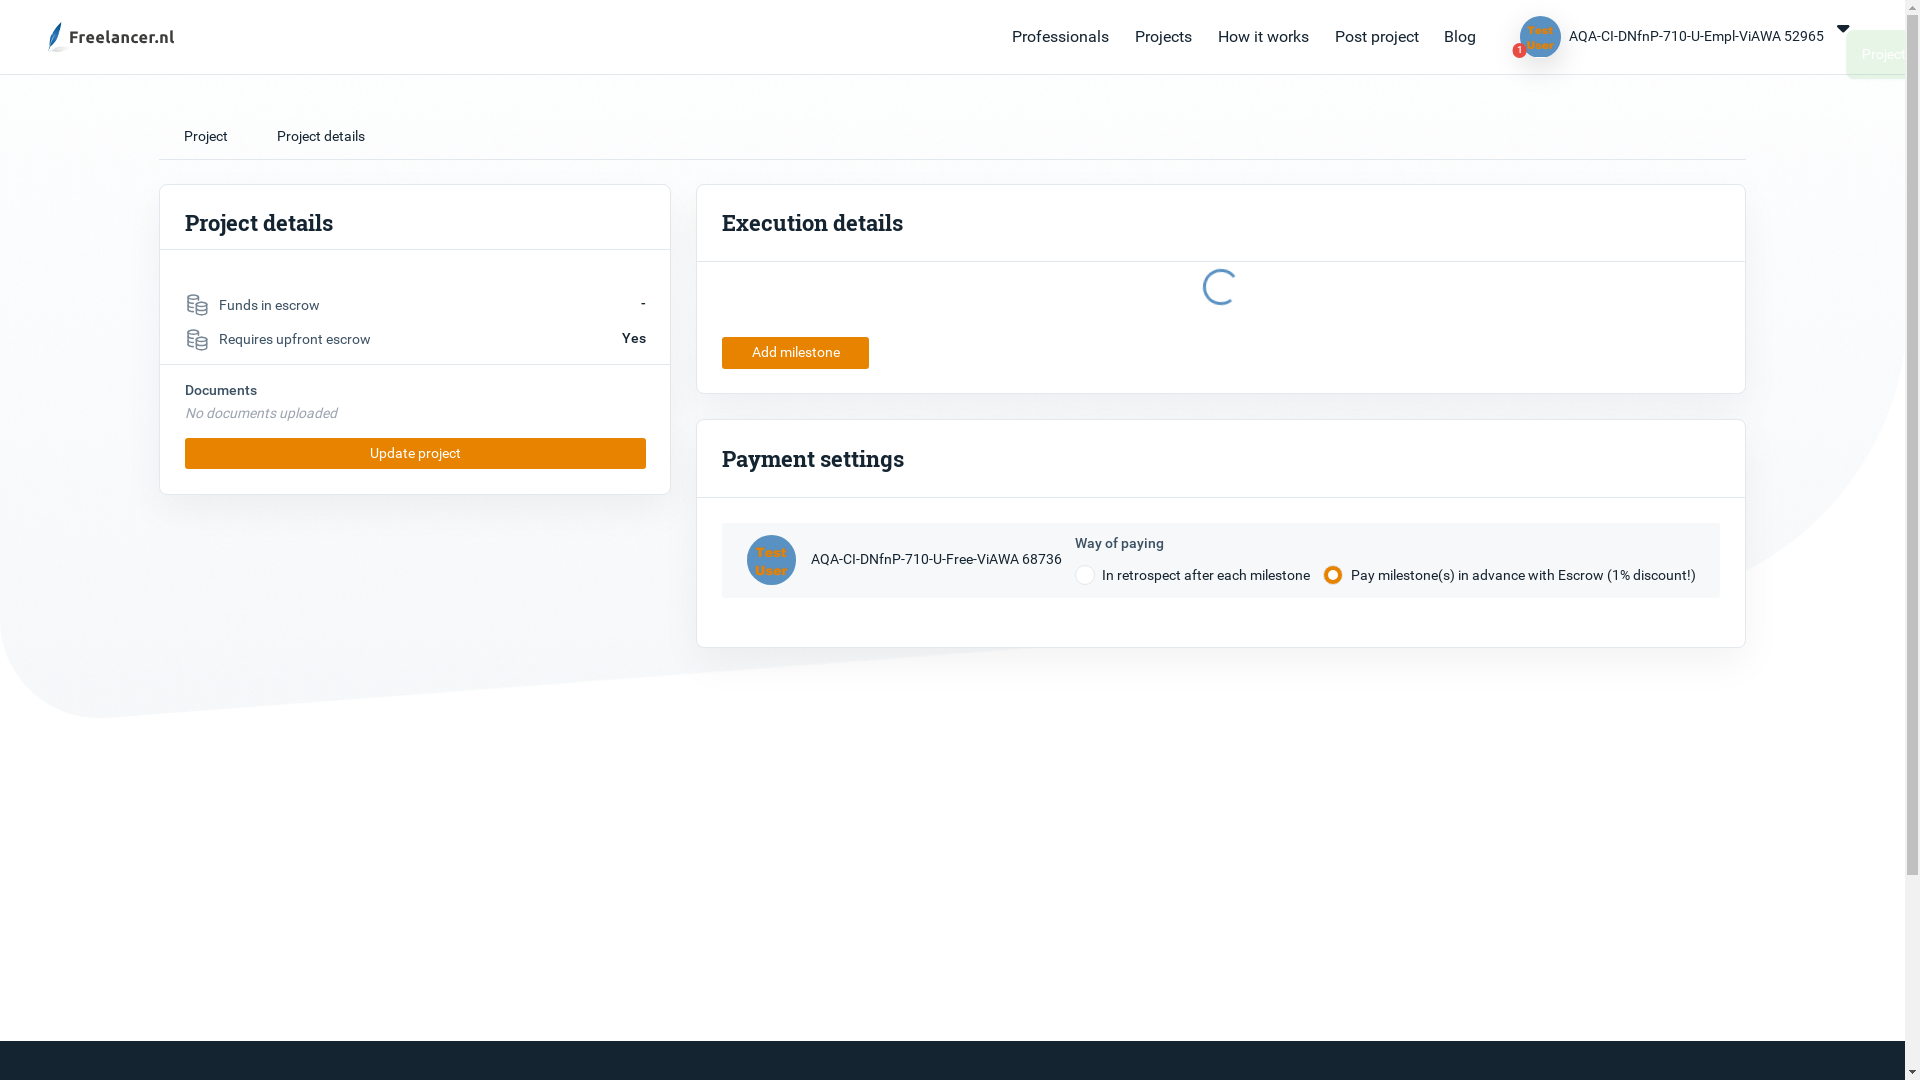 Freelancer.nl
Professionals
Projects
How it works
Post project
Blog
Test
User
1
AQA-CI-DNfnP-710-U-Empl-ViAWA 52965
Project
Project
Project details
Project details
Funds in escrow
-
Requires upfront escrow
Yes
Documents
No documents uploaded
Update project
Execution details
Add milestone
Payment settings
Test
User
AQA-CI-DNfnP-710-U-Free-ViAWA 68736
Way of paying
In retrospect after each milestone
Pay milestone(s) in advance with Escrow (1% discount!)